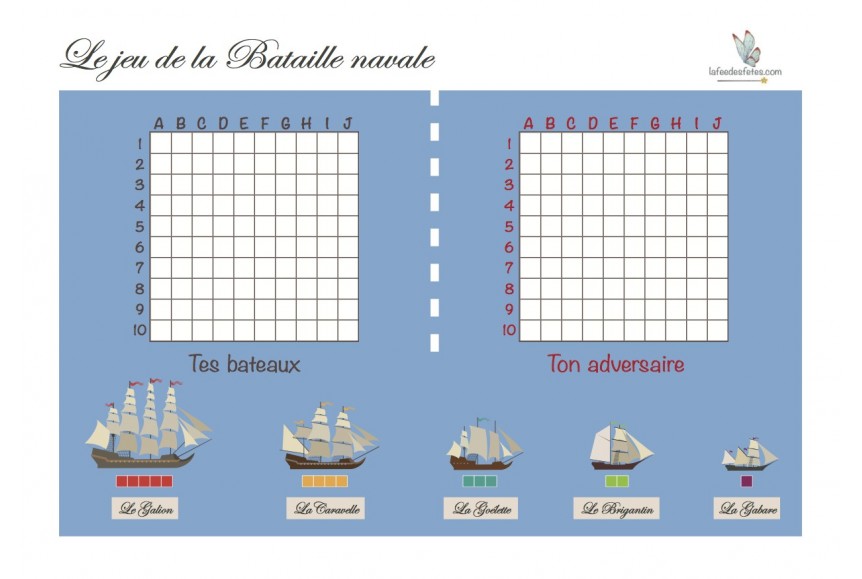 Le jeu de la Bataille navale
lafeedesfetes.com
A B C D E F G H I J
1
2
3
4
5
6
7
8
9
10
Tes bateaux
A B C D E F G H I J
1
2
3
4
5
6
7
8
9
10
Ton adversaire
Le Galion
La Caravelle
La Goélette
Le Brigantin
La Gabare